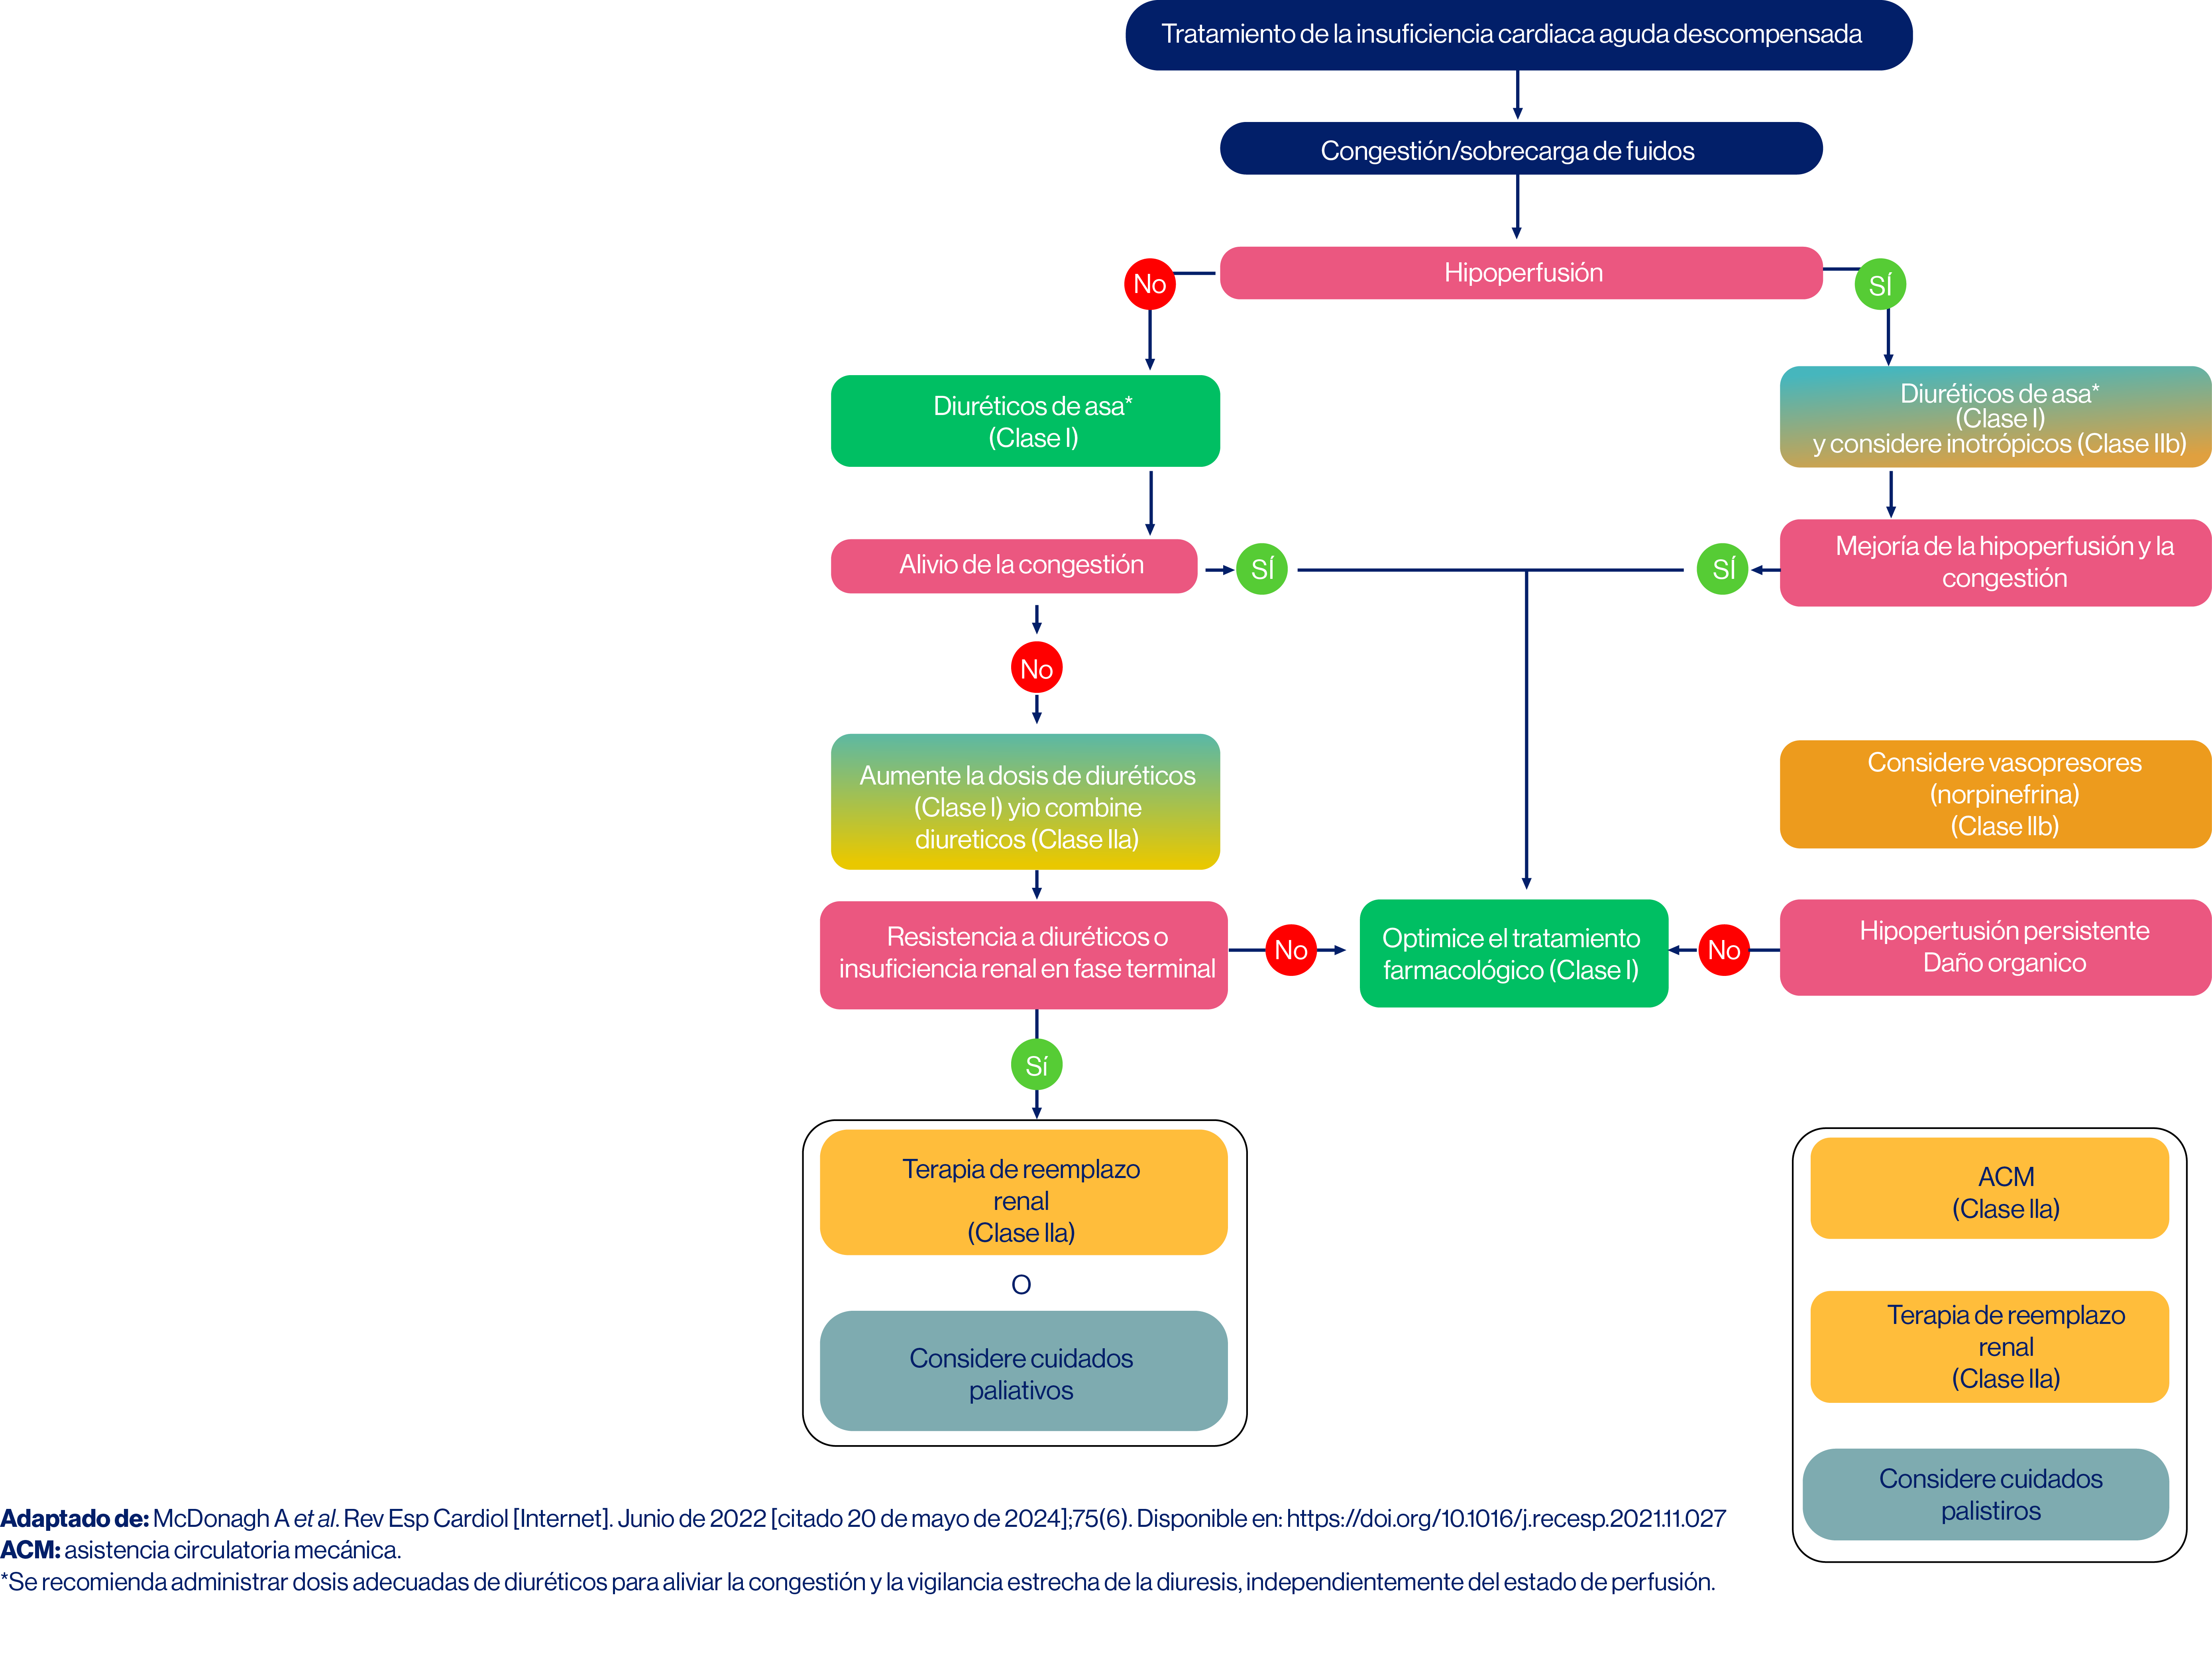 Tratamiento de la insuficiencia cardiaca aguda descompensada
Congestión/sobrecarga de fuidos
Hipoperfusión
No
SÍ
Diuréticos de asa*
(Clase I)
Diuréticos de asa*
(Clase I)
y considere inotrópicos (Clase IIb)
Alivio de la congestión
SÍ
SÍ
Mejoría de la hipoperfusión y la
congestión
No
Aumente la dosis de diuréticos
(Clase I) yio combine
diureticos (Clase IIa)
Considere vasopresores
(norpinefrina)
(Clase IIb)
Resistencia a diuréticos o
insuficiencia renal en fase terminal
No
Optimice el tratamiento
farmacológico (Clase I)
No
Hipopertusión persistente
Daño organico
Sí
Terapia de reemplazo
renal
(Clase IIa)
O
Considere cuidados
paliativos
ACM
(Clase IIa)
Terapia de reemplazo
renal
(Clase IIa)
Considere cuidados
palistiros
Adaptado de: McDonagh A et al. Rev Esp Cardiol [Internet]. Junio de 2022 [citado 20 de mayo de 2024];75(6). Disponible en: https://doi.org/10.1016/j.recesp.2021.11.027
ACM: asistencia circulatoria mecánica.
*Se recomienda administrar dosis adecuadas de diuréticos para aliviar la congestión y la vigilancia estrecha de la diuresis, independientemente del estado de perfusión.